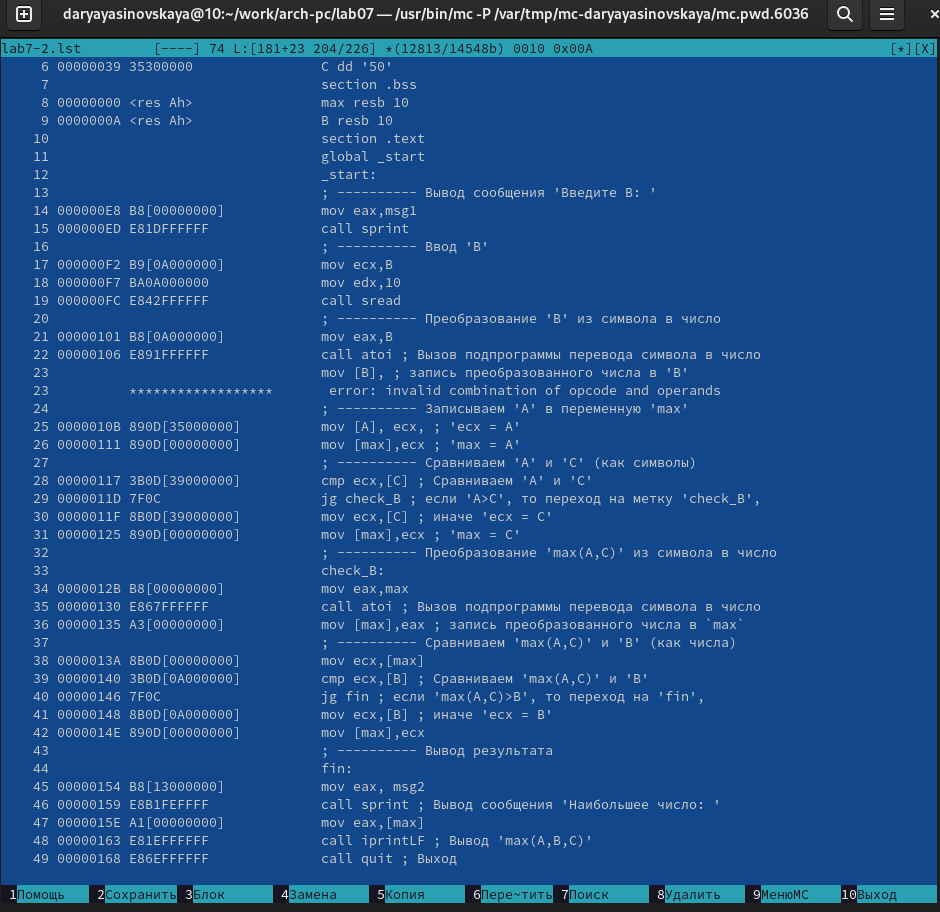 daryayasinovskaya@10:~/work/arch-pc/lab07 — /usr/bin/mc -P /var/tmp/mc-daryayasinovskaya/mc.pwd.6036
lab7-2.lst [----] 74 L:[181+23 204/226] *(12813/14548b) 0010 0x00A [*][X]
6 00000039 35300000 C dd '50'
7 section .bss
8 00000000 <res Ah> max resb 10
9 0000000A <res Ah> B resb 10
10 section .text
11 global _start
12 _start:
13 ; ---------- Вывод сообщения 'Введите B: '
14 000000E8 B8[00000000] mov eax,msg1
15 000000ED E81DFFFFFF call sprint
16 ; ---------- Ввод 'B'
17 000000F2 B9[0A000000] mov ecx,B
18 000000F7 BA0A000000 mov edx,10
19 000000FC E842FFFFFF call sread
20 ; ---------- Преобразование 'B' из символа в число
21 00000101 B8[0A000000] mov eax,B
22 00000106 E891FFFFFF call atoi ; Вызов подпрограммы перевода символа в число
23 mov [B], ; запись преобразованного числа в 'B'
23 ****************** error: invalid combination of opcode and operands
24 ; ---------- Записываем 'A' в переменную 'max'
25 0000010B 890D[35000000] mov [A], ecx, ; 'ecx = A'
26 00000111 890D[00000000] mov [max],ecx ; 'max = A'
27 ; ---------- Сравниваем 'A' и 'C' (как символы)
28 00000117 3B0D[39000000] cmp ecx,[C] ; Сравниваем 'A' и 'C'
29 0000011D 7F0C jg check_B ; если 'A>C', то переход на метку 'check_B',
30 0000011F 8B0D[39000000] mov ecx,[C] ; иначе 'ecx = C'
31 00000125 890D[00000000] mov [max],ecx ; 'max = C'
32 ; ---------- Преобразование 'max(A,C)' из символа в число
33 check_B:
34 0000012B B8[00000000] mov eax,max
35 00000130 E867FFFFFF call atoi ; Вызов подпрограммы перевода символа в число
36 00000135 A3[00000000] mov [max],eax ; запись преобразованного числа в `max`
37 ; ---------- Сравниваем 'max(A,C)' и 'B' (как числа)
38 0000013A 8B0D[00000000] mov ecx,[max]
39 00000140 3B0D[0A000000] cmp ecx,[B] ; Сравниваем 'max(A,C)' и 'B'
40 00000146 7F0C jg fin ; если 'max(A,C)>B', то переход на 'fin',
41 00000148 8B0D[0A000000] mov ecx,[B] ; иначе 'ecx = B'
42 0000014E 890D[00000000] mov [max],ecx
43 ; ---------- Вывод результата
44 fin:
45 00000154 B8[13000000] mov eax, msg2
46 00000159 E8B1FEFFFF call sprint ; Вывод сообщения 'Наибольшее число: '
47 0000015E A1[00000000] mov eax,[max]
48 00000163 E81EFFFFFF call iprintLF ; Вывод 'max(A,B,C)'
49 00000168 E86EFFFFFF call quit ; Выход
1Помощь 2Сохранить 3Блок 4Замена 5Копия 6Пере~тить 7Поиск 8Удалить 9МенюМС 10Выход